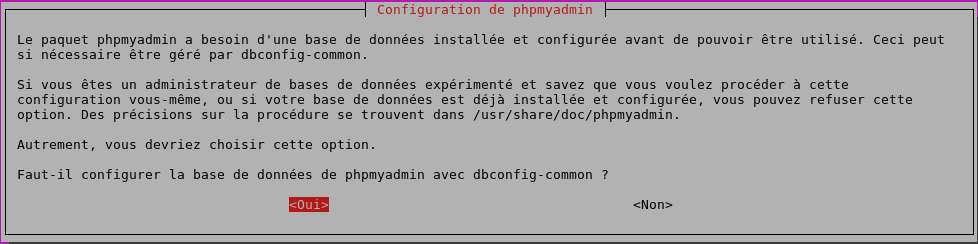 Configuration de phpmyadmin
Le paquet phpmyadmin a besoin d'une base de données installée et configurée avant de pouvoir être utilisé. Ceci peut
si nécessaire être géré par dbconfig-common.
Si vous êtes un administrateur de bases de données expérimenté et savez que vous voulez procéder à cette
configuration vous-même, ou si votre base de données est déjà installée et configurée, vous pouvez refuser cette
option. Des précisions sur la procédure se trouvent dans /usr/share/doc/phpmyadmin.
Autrement, vous devriez choisir cette option.
Faut-il configurer la base de données de phpmyadmin avec dbconfig-common ?
<Oui> <Non>